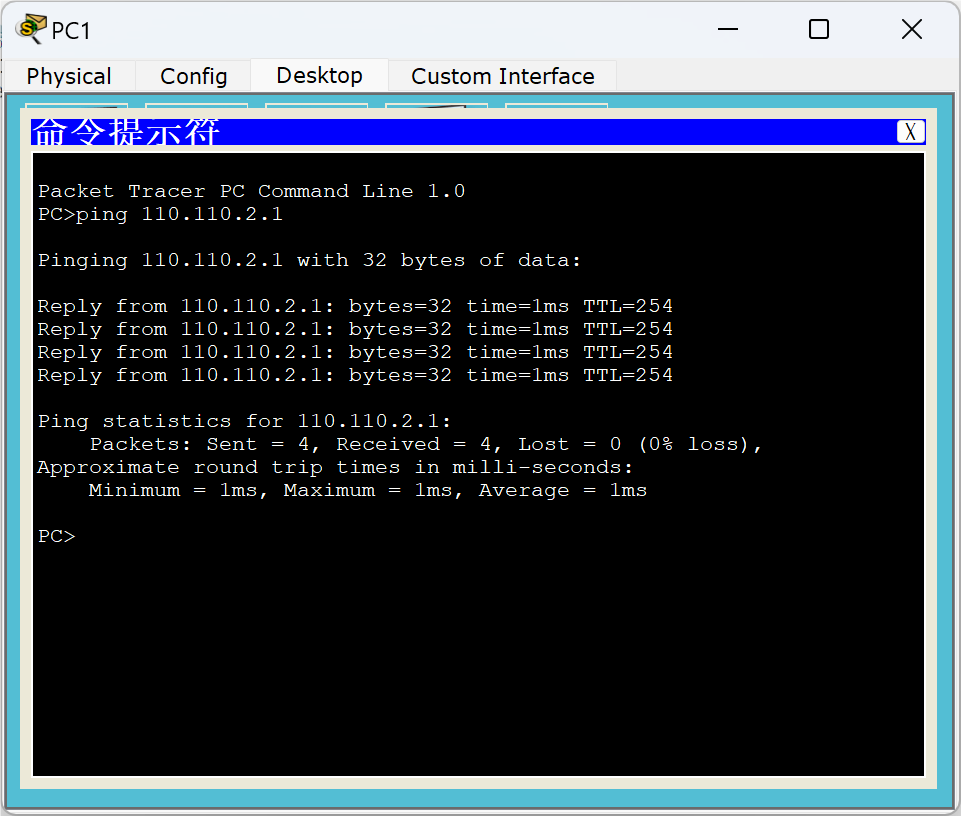 PC1
Physical Config Desktop Custom Interface
命令提示符 X
Packet Tracer PC Command Line 1.0
PC>ping 110.110.2.1
Pinging 110.110.2.1 with 32 bytes of data:
Reply from 110.110.2.1: bytes=32 time=1ms TTL=254
Reply from 110.110.2.1: bytes=32 time=1ms TTL=254
Reply from 110.110.2.1: bytes=32 time=1ms TTL=254
Reply from 110.110.2.1: bytes=32 time=1ms TTL=254
Ping statistics for 110.110.2.1:
    Packets: Sent = 4, Received = 4, Lost = 0 (0% loss),
Approximate round trip times in milli-seconds:
    Minimum = 1ms, Maximum = 1ms, Average = 1ms
PC>